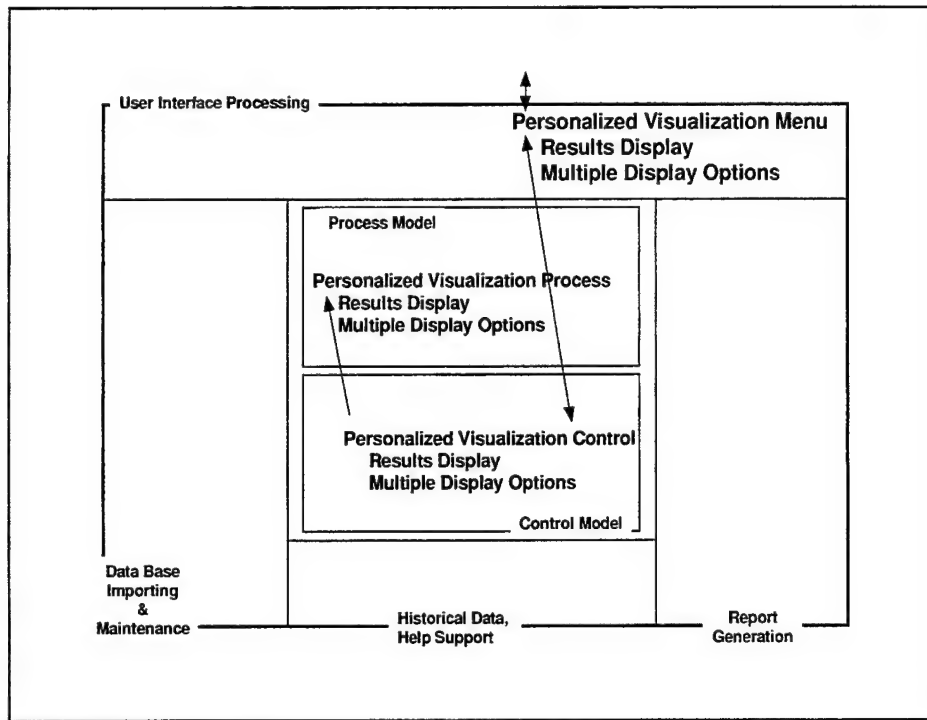 User Interface Processing
Personalized Visualization Menu
Results Display
Multiple Display Options
Process Model
Personalized Visualization Process
Results Display
Multiple Display Options
Personalized Visualization Control
Results Display
Multiple Display Options
Control Model
Data Base
Importing
&
Maintenance
Historical Data,
Help Support
Report
Generation